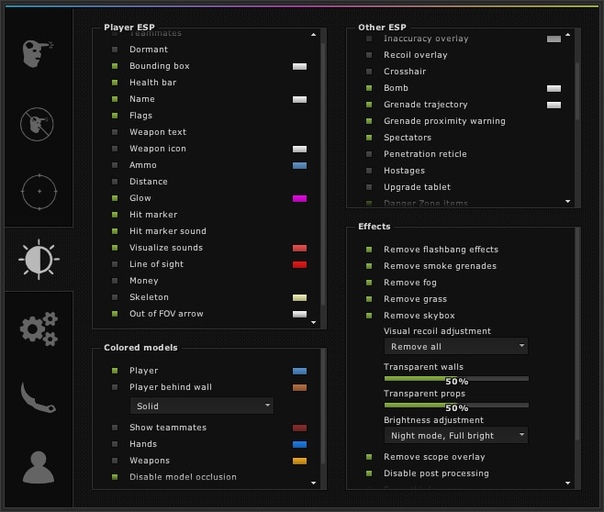 Player ESP
Teammates
Dormant
Bounding box
Health bar
Name
Flags
Weapon text
Weapon icon
Ammo
Distance
Glow
Hit marker
Hit marker sound
Visualize sounds
Line of sight
Money
Skeleton
Out of FOV arrow
Colored models
Player
Player behind wall
Solid
Show teammates
Hands
Weapons
Disable model occlusion
Other ESP
Inaccuracy overlay
Recoil overlay
Crosshair
Bomb
Grenade trajectory
Grenade proximity warning
Spectators
Penetration reticle
Hostages
Upgrade tablet
Danger Zone items
Effects
Remove flashbang effects
Remove smoke grenades
Remove fog
Remove grass
Remove skybox
Visual recoil adjustment
Remove all
Transparent walls
50%
Transparent props
50%
Brightness adjustment
Night mode, Full bright
Remove scope overlay
Disable post processing